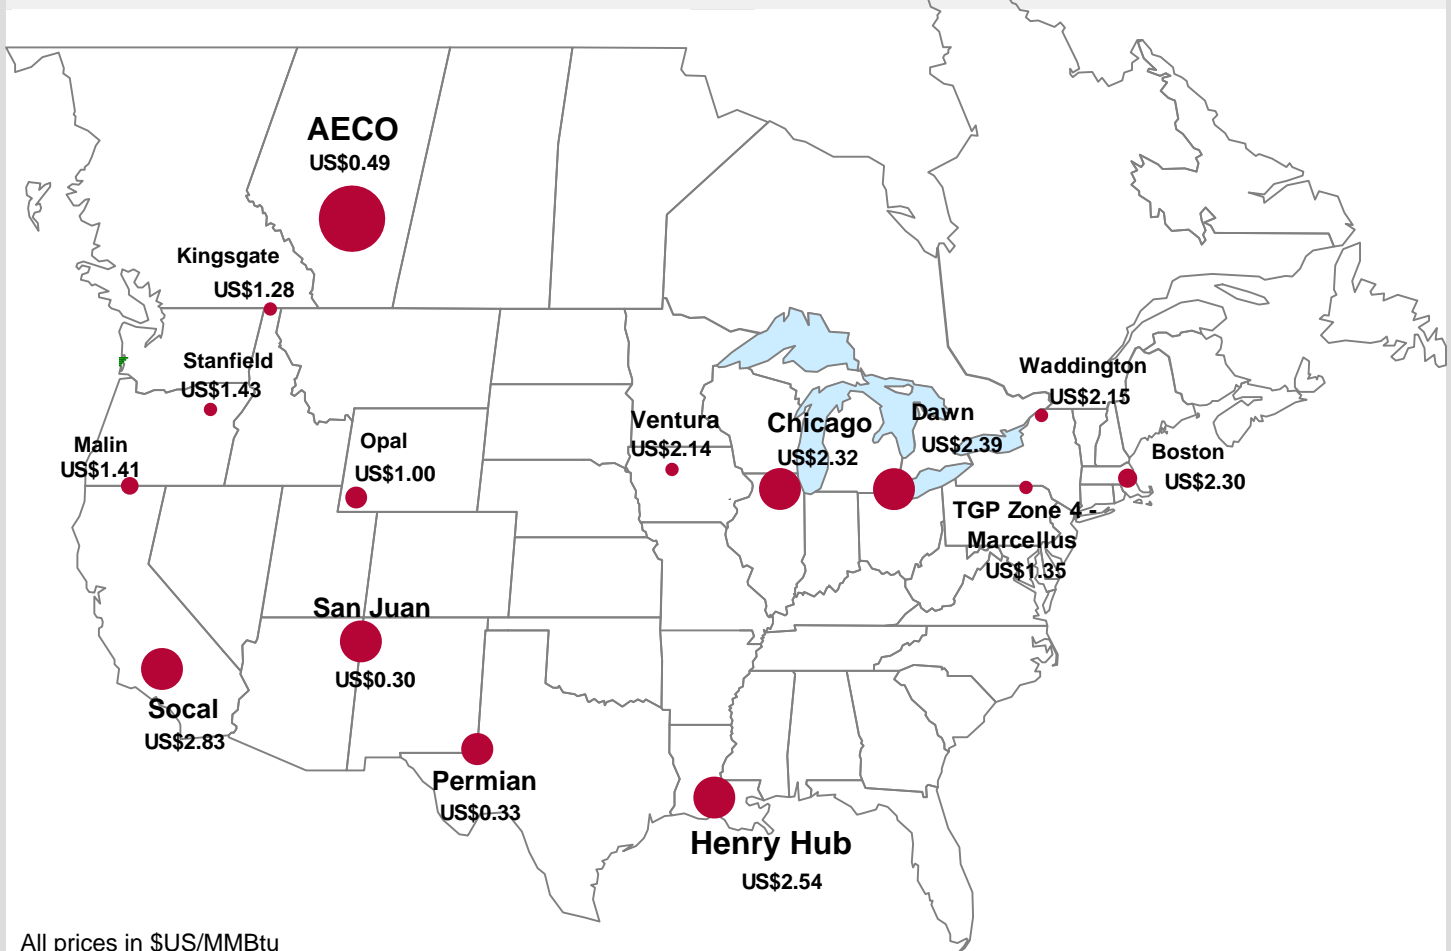 AECO
US$0.49
Kingsgate
US$1.28
Stanfield
US$1.43
Malin
US$1.41
Opal
US$1.00
Ventura
US$2.14
Chicago
US$2.32
Dawn
US$2.39
Waddington
US$2.15
Boston
US$2.30
TGP Zone 4 -
Marcellus
US$1.35
San Juan
US$0.30
Socal
US$2.83
Permian
US$0.33
Henry Hub
US$2.54
All prices in $US/MMBtu